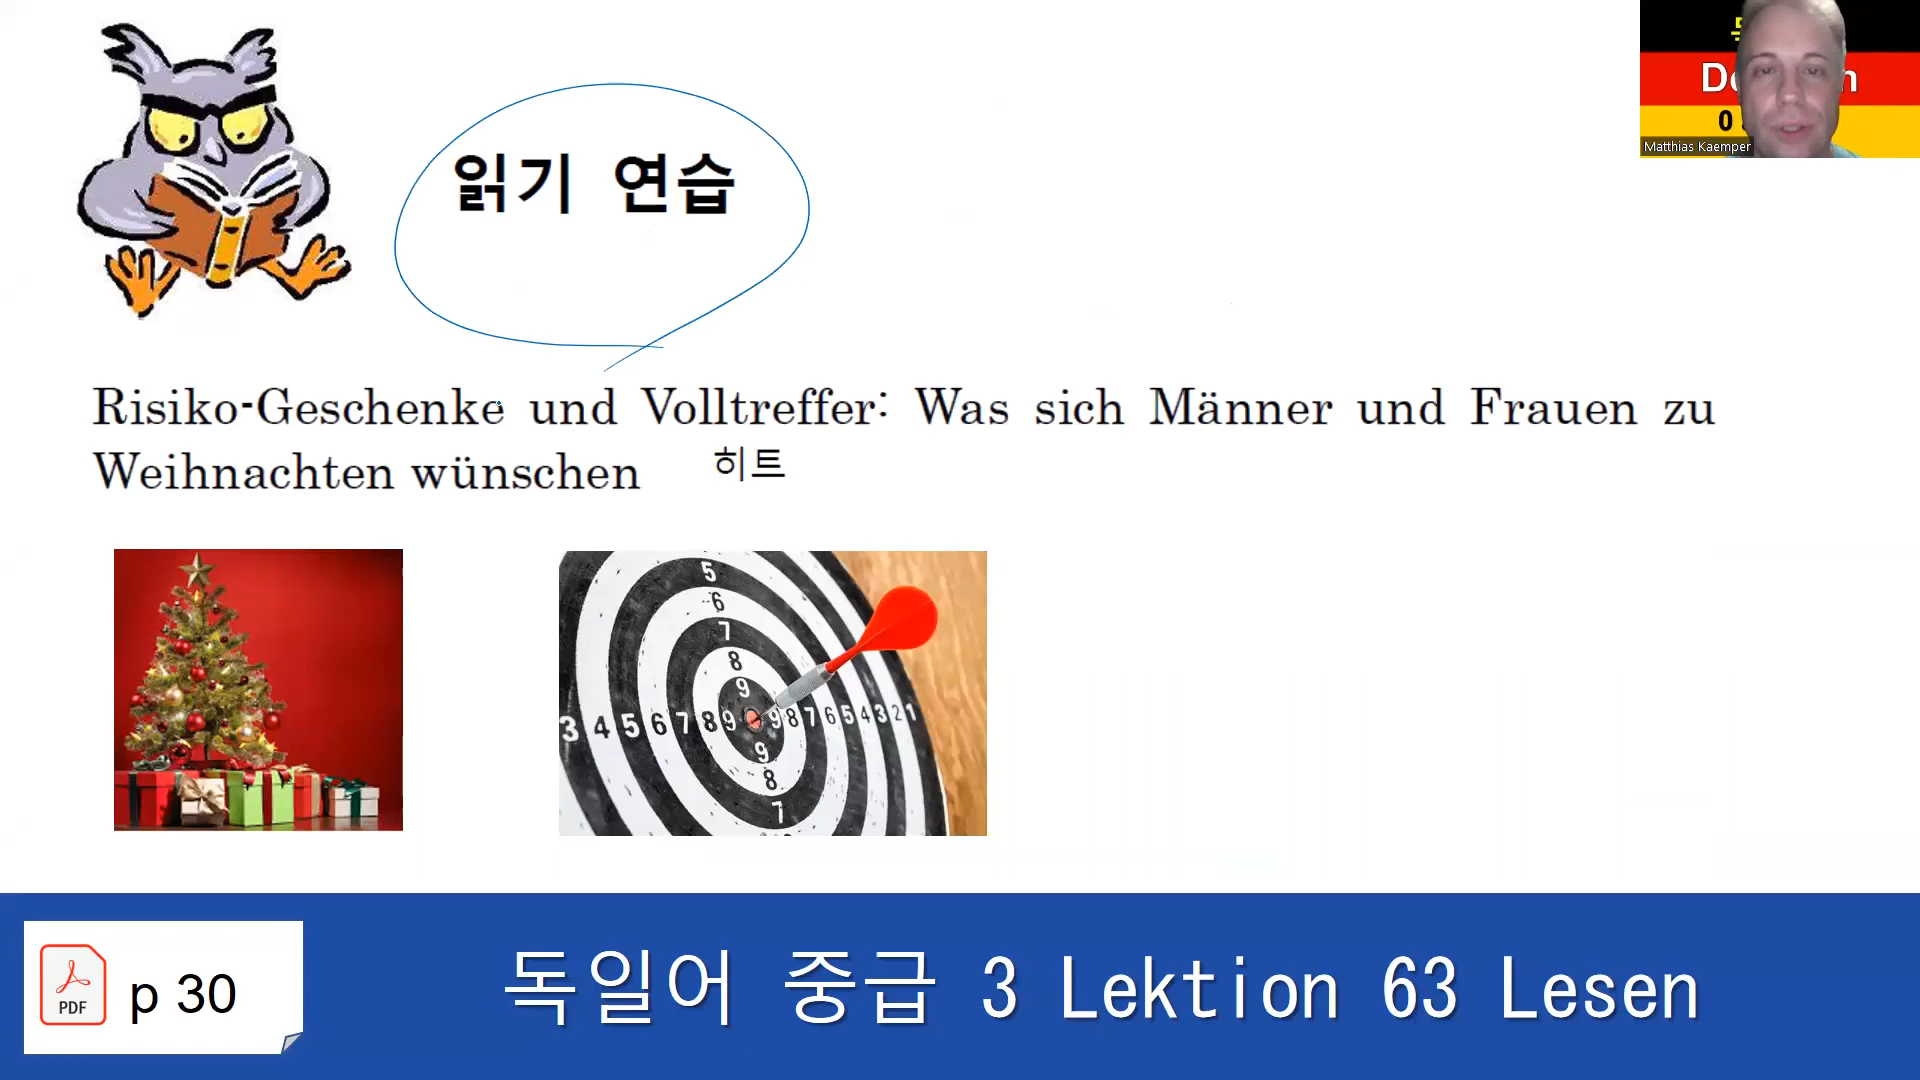 읽기 연습
Matthias Kaemper
Risiko-Geschenke und Volltreffer: Was sich Männer und Frauen zu
Weihnachten wünschen
히트
5
6
7
8
9
3 4 5 6 7 8 9 9 8 7 6 5 4 3 2 1
9
8
7
PDF
p 30
독일어 중급 3 Lektion 63 Lesen